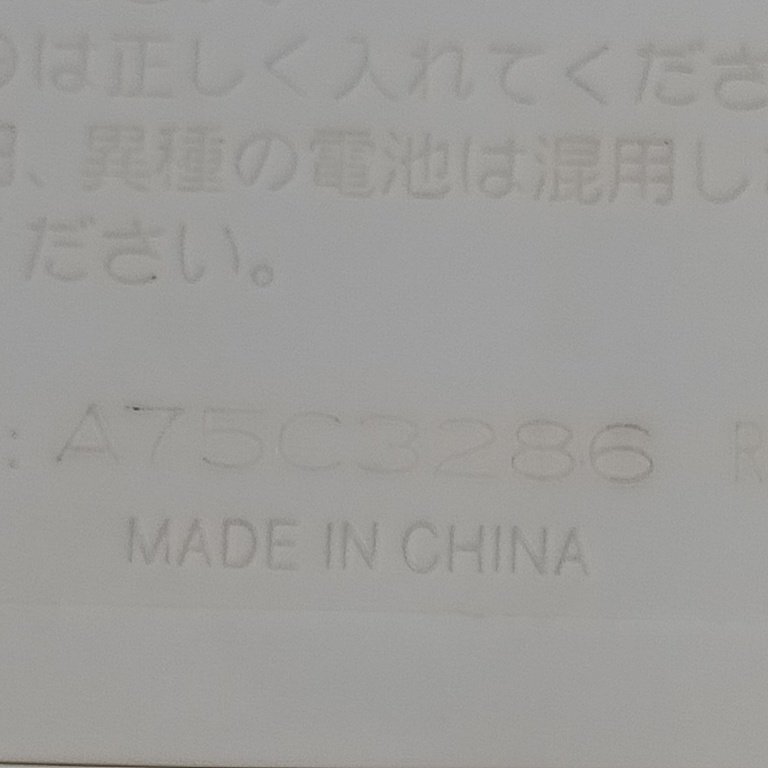 は正しく入れてくださ
、異種の電池は混用し
ください。
: A75C3286 R
MADE IN CHINA